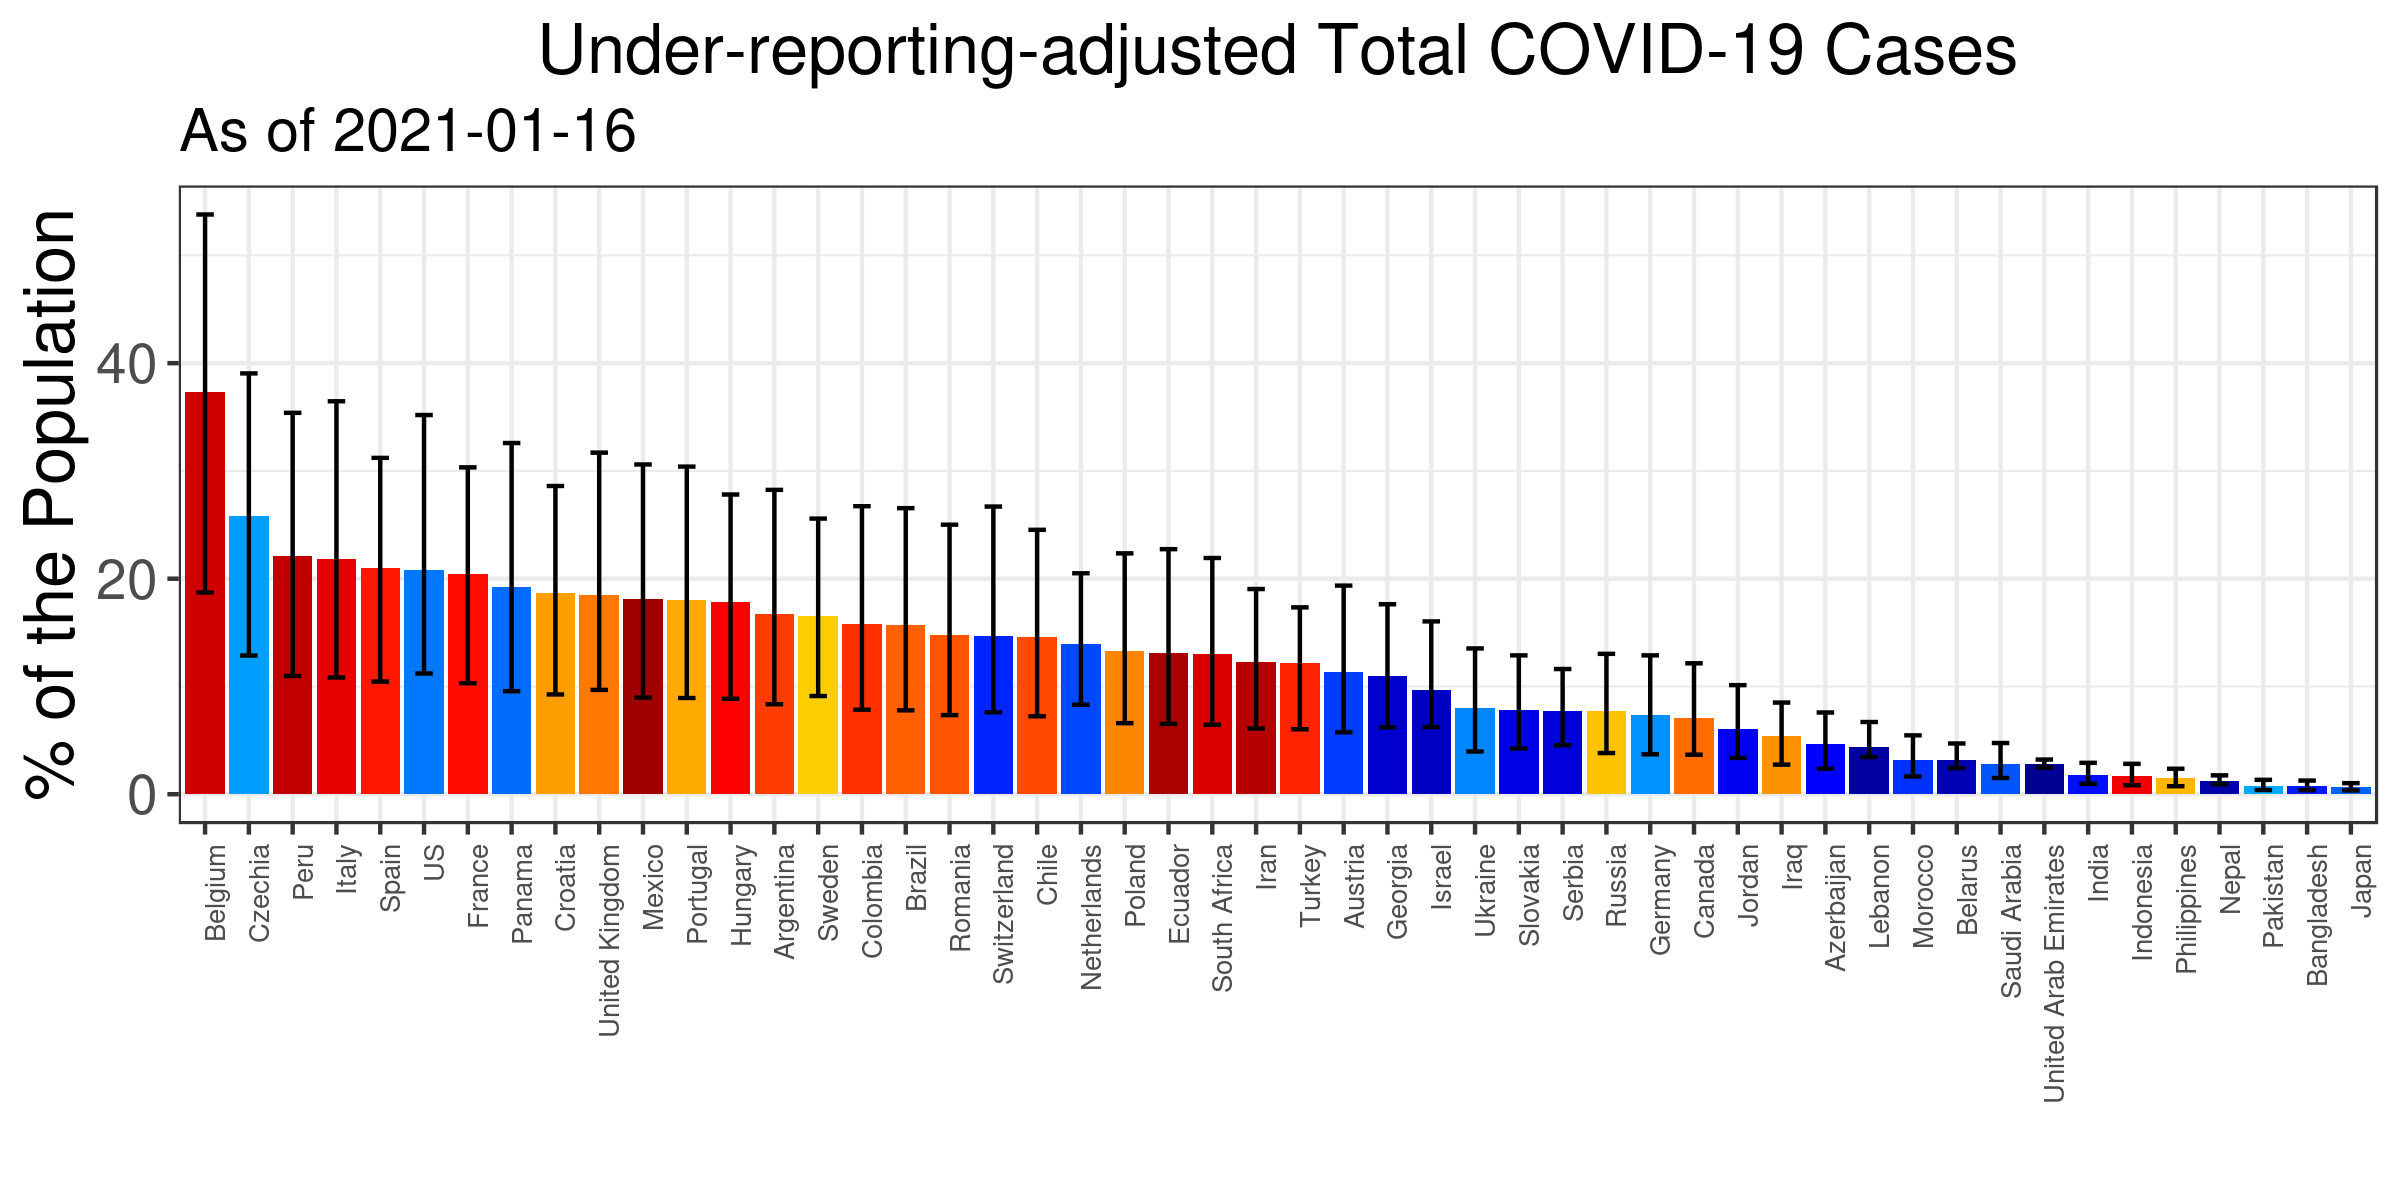 Under-reporting-adjusted Total COVID-19 Cases
As of 2021-01-16
% of the Population
40
20
0
Belgium
Czechia
Peru
Italy
Spain
US
France
Panama
Croatia
United Kingdom
Mexico
Portugal
Hungary
Argentina
Sweden
Colombia
Brazil
Romania
Switzerland
Chile
Netherlands
Poland
Ecuador
South Africa
Iran
Turkey
Austria
Georgia
Israel
Ukraine
Slovakia
Serbia
Russia
Germany
Canada
Jordan
Iraq
Azerbaijan
Lebanon
Morocco
Belarus
Saudi Arabia
United Arab Emirates
India
Indonesia
Philippines
Nepal
Pakistan
Bangladesh
Japan